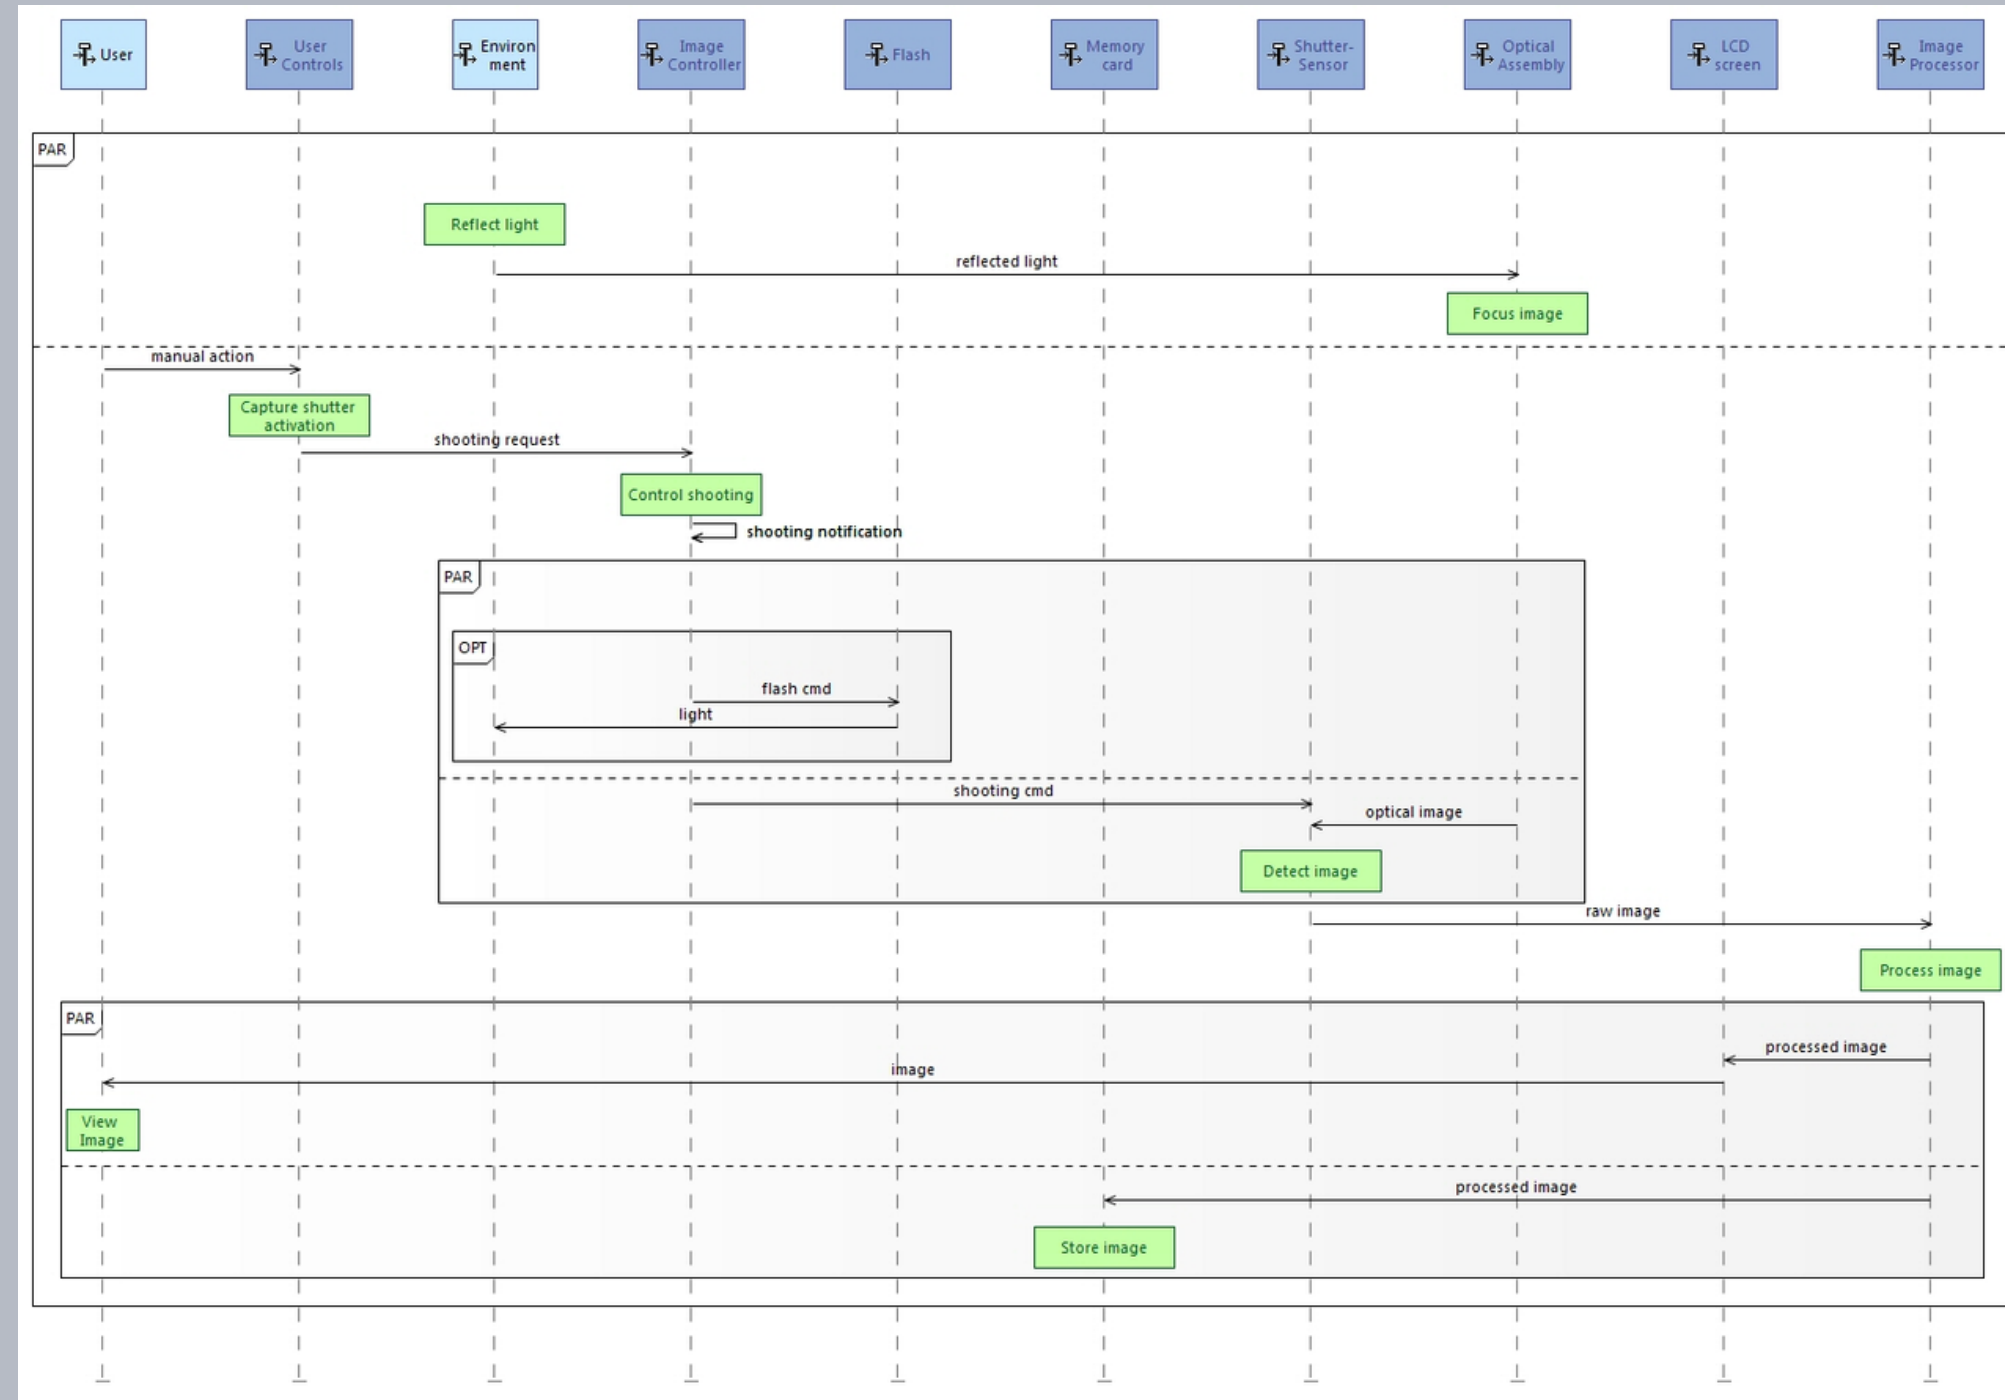 User
User
Controls
Environ
ment
Image
Controller
Flash
Memory
card
Shutter-
Sensor
Optical
Assembly
LCD
screen
Image
Processor
PAR
Reflect light
reflected light
Focus image
manual action
Capture shutter
activation
shooting request
Control shooting
shooting notification
PAR
OPT
flash cmd
light
shooting cmd
optical image
Detect image
raw image
Process image
PAR
processed image
image
View
Image
processed image
Store image